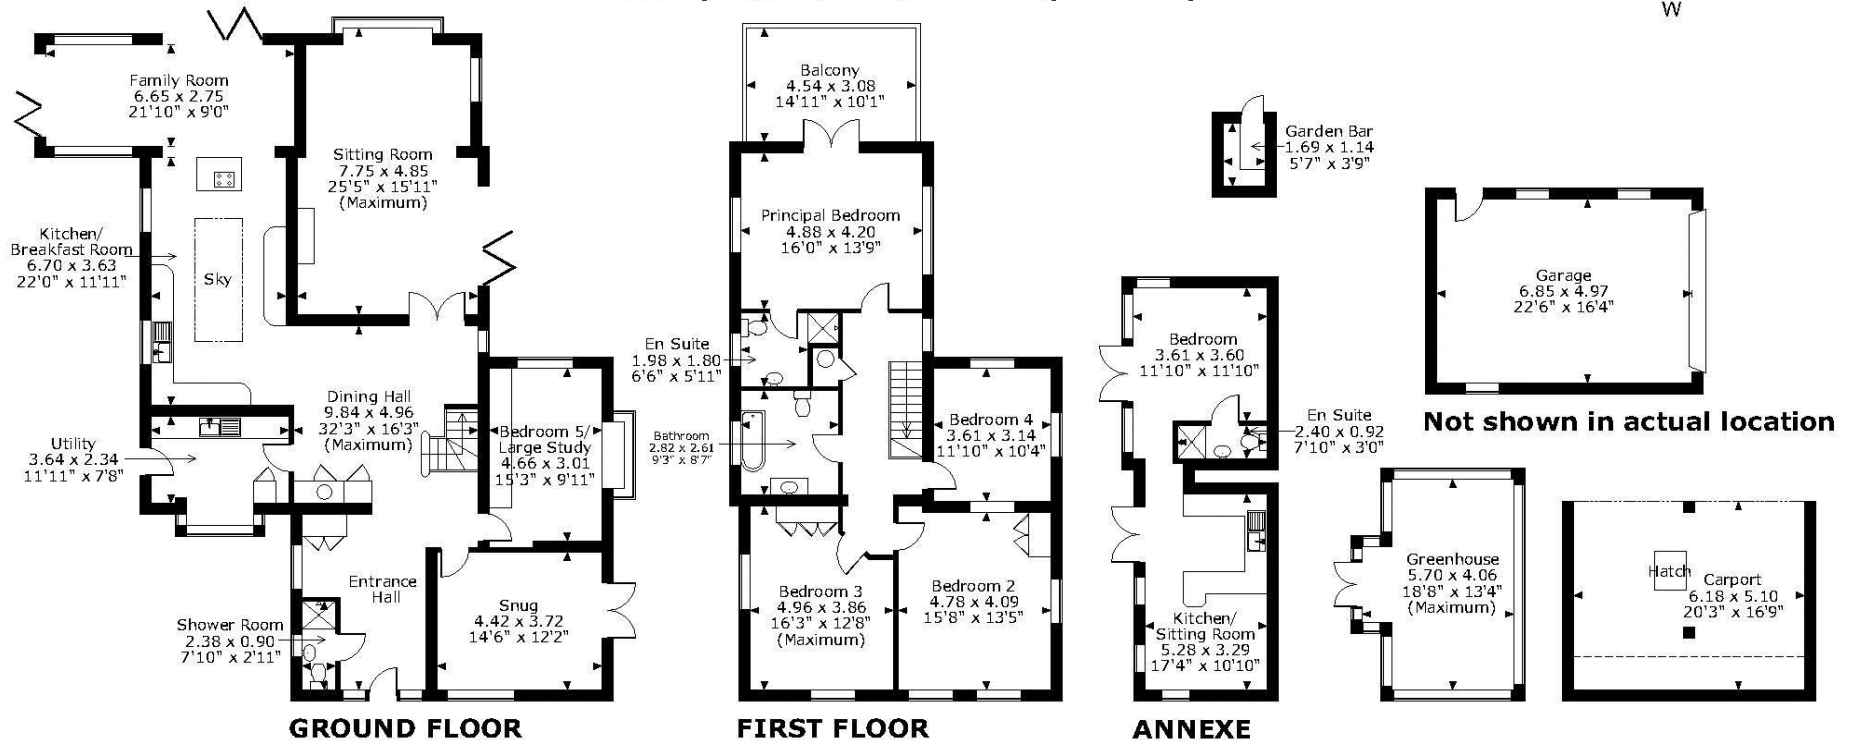 W
Family Room
6.65 x 2.75
21'10" x 9'0"
Sitting Room
7.75 x 4.85
25'5" x 15'11"
(Maximum)
Kitchen/
Breakfast Room
6.70 x 3.63
22'0" x 11'11"
Sky
Dining Hall
9.84 x 4.96
32'3" x 16'3"
(Maximum)
Utility
3.64 x 2.34
11'11" x 7'8"
Bedroom 5/
Large Study
4.66 x 3.01
15'3" x 9'11"
Entrance
Hall
Shower Room
2.38 x 0.90
7'10" x 2'11"
Snug
4.42 x 3.72
14'6" x 12'2"
GROUND FLOOR
Balcony
4.54 x 3.08
14'11" x 10'1"
Principal Bedroom
4.88 x 4.20
16'0" x 13'9"
En Suite
1.98 x 1.80
6'6" x 5'11"
Bathroom
2.82 x 2.61
9'3" x 8'7"
Bedroom 4
3.61 x 3.14
11'10" x 10'4"
Bedroom 3
4.96 x 3.86
16'3" x 12'8"
(Maximum)
Bedroom 2
4.78 x 4.09
15'8" x 13'5"
FIRST FLOOR
Garden Bar
1.69 x 1.14
5'7" x 3'9"
Bedroom
3.61 x 3.60
11'10" x 11'10"
En Suite
2.40 x 0.92
7'10" x 3'0"
Kitchen/
Sitting Room
5.28 x 3.29
17'4" x 10'10"
ANNEXE
Garage
6.85 x 4.97
22'6" x 16'4"
Not shown in actual location
Greenhouse
5.70 x 4.06
18'8" x 13'4"
(Maximum)
Hatch
Carport
6.18 x 5.10
20'3" x 16'9"